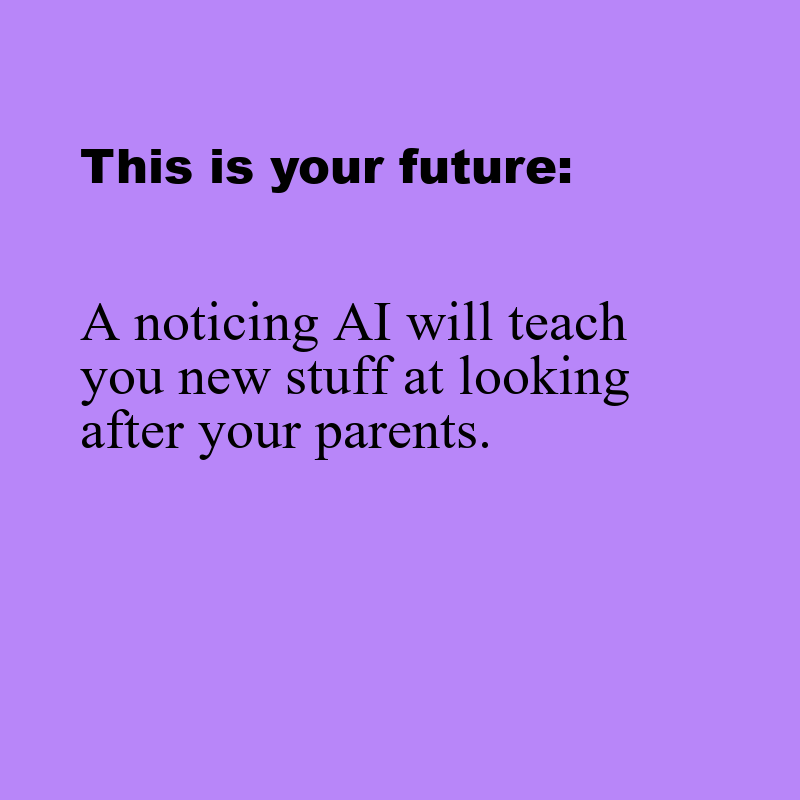 This is your future:
A noticing AI will teach
you new stuff at looking
after your parents.